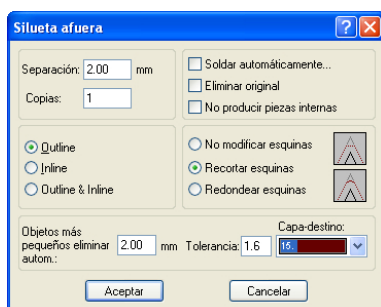 Silueta afuera
Separación: 2.00 mm
Copias: 1
Soldar automáticamente...
Eliminar original
No producir piezas internas
Outline
Inline
Outline & Inline
No modificar esquinas
Recortar esquinas
Redondear esquinas
Objetos más
pequeños eliminar
autom.: 2.00 mm
Tolerancia: 1.6
Capa-destino:
15.
Aceptar
Cancelar